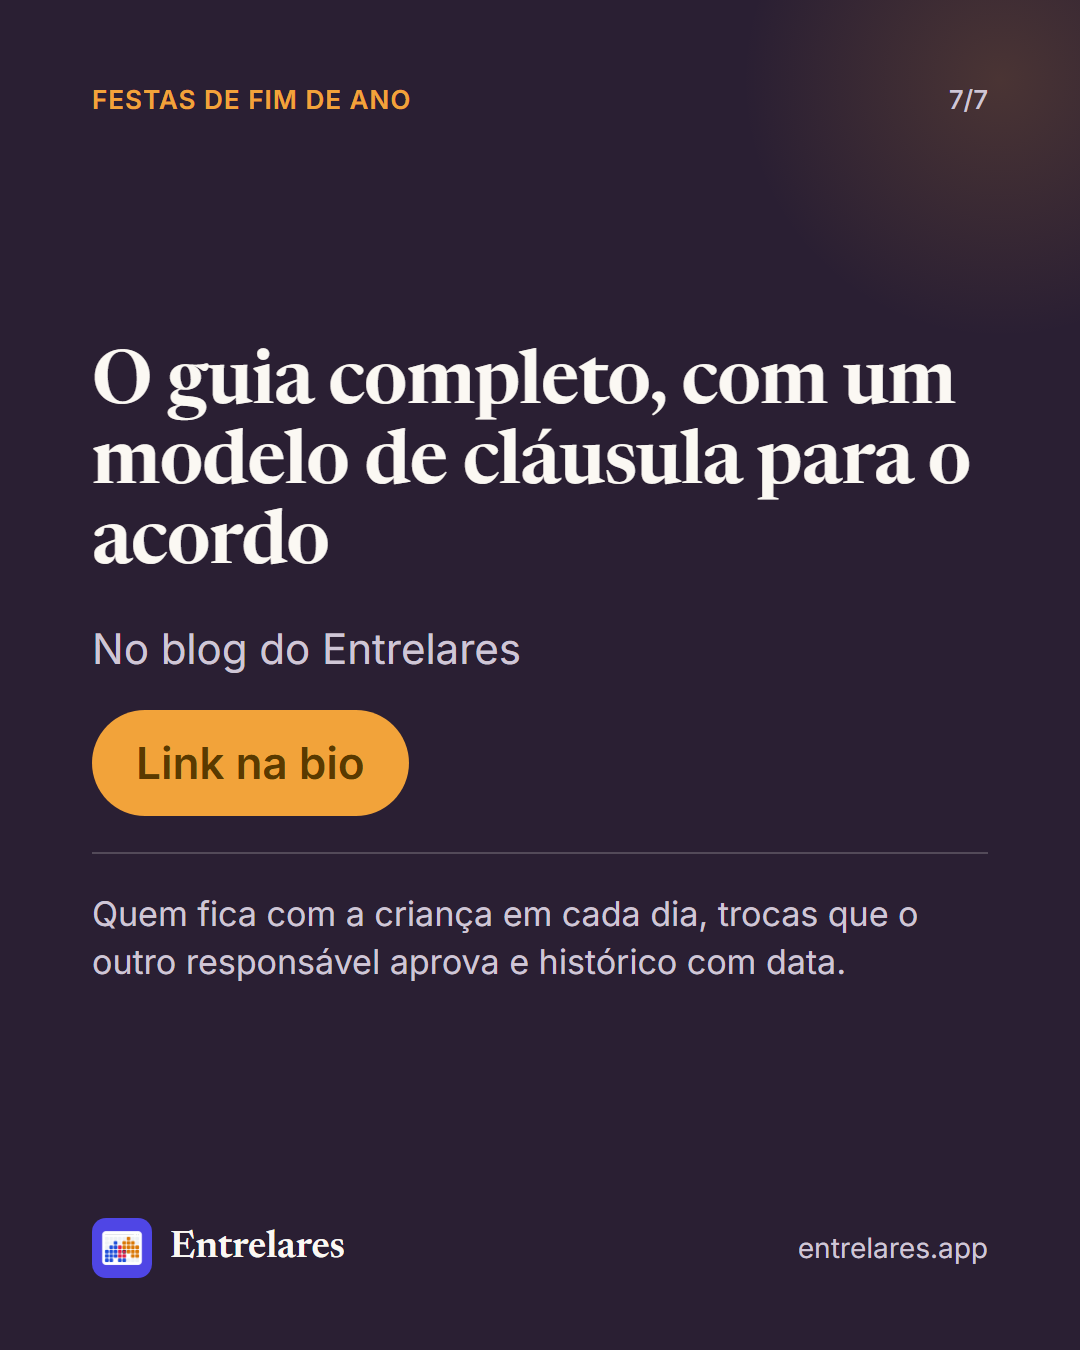 FESTAS DE FIM DE ANO
7/7
O guia completo, com um
modelo de cláusula para o
acordo
No blog do Entrelares
Link na bio
Quem fica com a criança em cada dia, trocas que o
outro responsável aprova e histórico com data.
Entrelares
entrelares.app